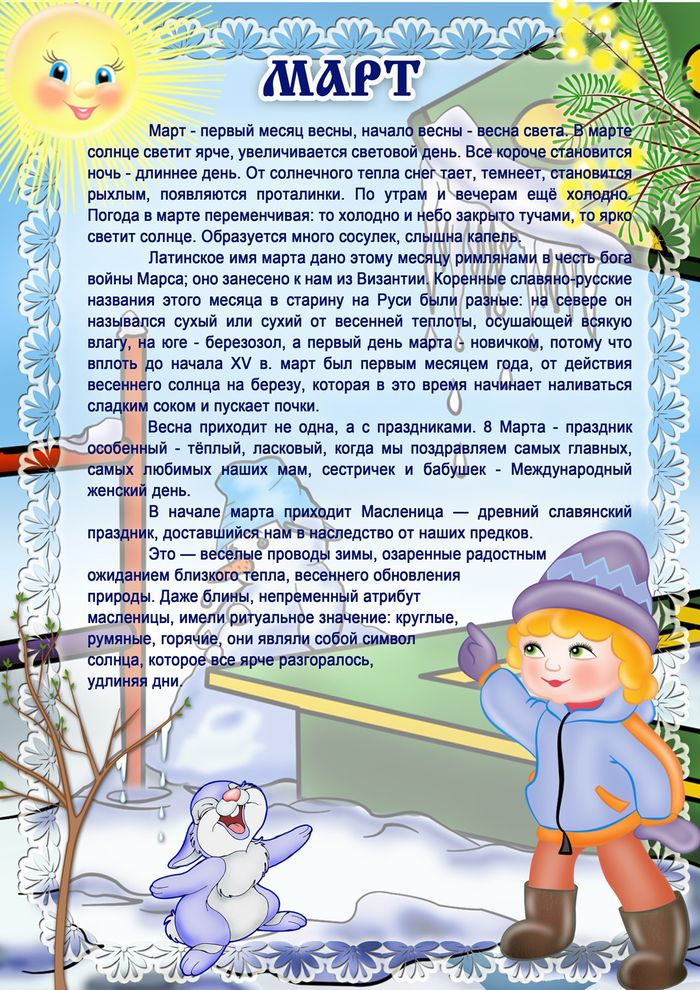 МАРТ
Март - первый месяц весны, начало весны - весна света. В марте
солнце светит ярче, увеличивается световой день. Все короче становится
ночь - длиннее день. От солнечного тепла снег тает, темнеет, становится
рыхлым, появляются проталинки. По утрам и вечерам ещё холодно.
Погода в марте переменчивая: то холодно и небо закрыто тучами, то ярко
светит солнце. Образуется много сосулек, слышна капель.
Латинское имя марта дано этому месяцу римлянами в честь бога
войны Марса; оно занесено к нам из Византии. Коренные славяно-русские
названия этого месяца в старину на Руси были разные: на севере он
назывался сухый или сухий от весенней теплоты, осушающей всякую
влагу, на юге - березозол, а первый день марта - новичком, потому что
вплоть до начала XV в. март был первым месяцем года, от действия
весеннего солнца на березу, которая в это время начинает наливаться
сладким соком и пускает почки.
Весна приходит не одна, а с праздниками. 8 Марта - праздник
особенный - тёплый, ласковый, когда мы поздравляем самых главных,
самых любимых наших мам, сестричек и бабушек - Международный
женский день.
В начале марта приходит Масленица — древний славянский
праздник, доставшийся нам в наследство от наших предков.
Это — веселые проводы зимы, озаренные радостным
ожиданием близкого тепла, весеннего обновления
природы. Даже блины, непременный атрибут
масленицы, имели ритуальное значение: круглые,
румяные, горячие, они являли собой символ
солнца, которое все ярче разгоралось,
удлиняя дни.